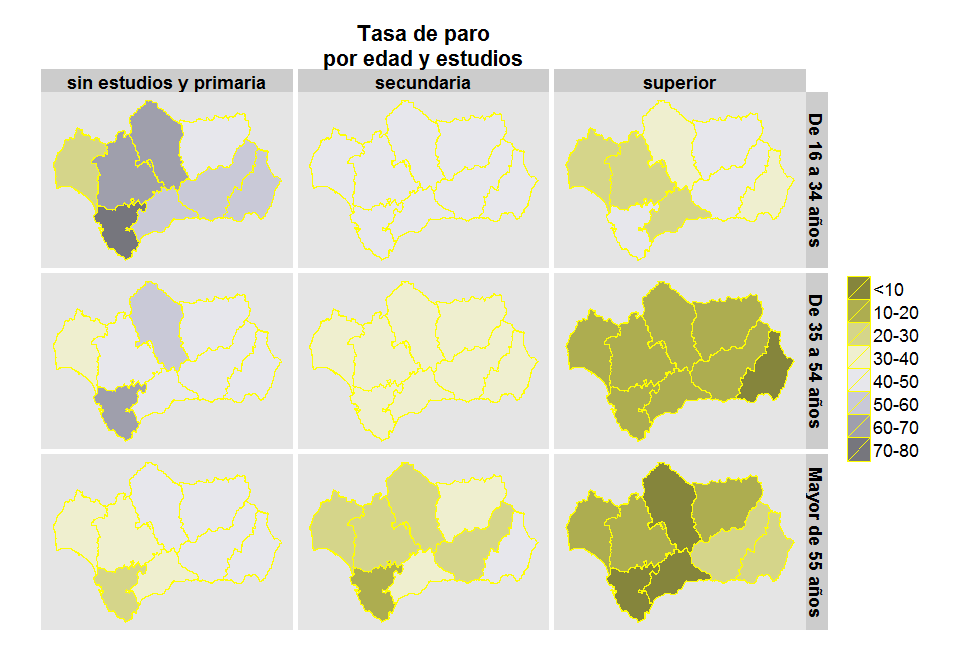 Tasa de paro
por edad y estudios
sin estudios y primaria
secundaria
superior
De 16 a 34 años
De 35 a 54 años
Mayor de 55 años
<10
10-20
20-30
30-40
40-50
50-60
60-70
70-80